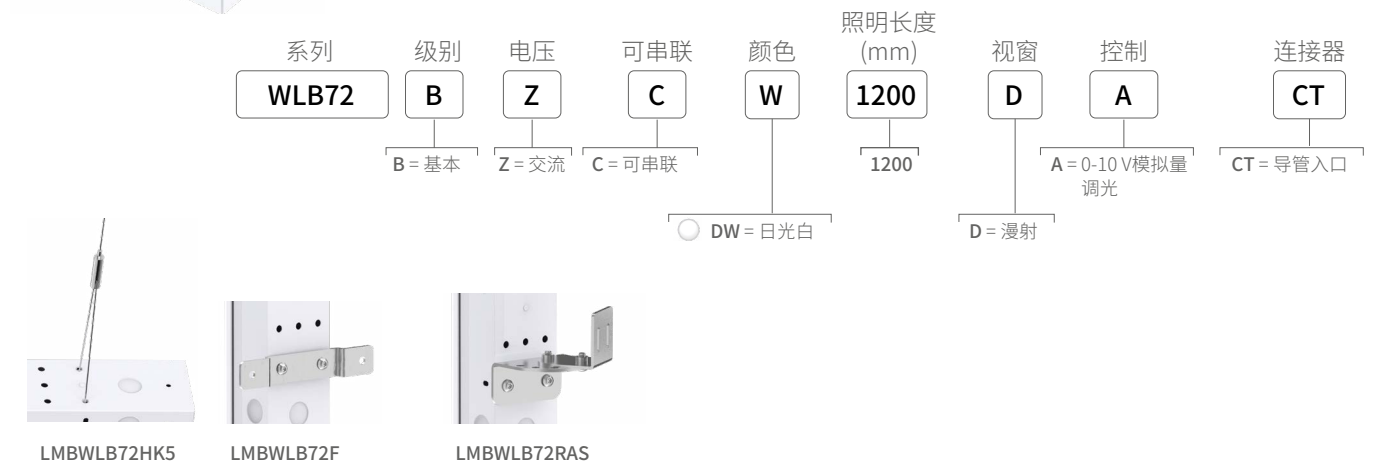 照明长度
系列 级别 电压 可串联 颜色 (mm) 视窗 控制 连接器
WLB72 B Z C W 1200 D A CT
B = 基本 Z = 交流 C = 可串联 1200 A = 0-10 V模拟量 CT = 导管入口
调光
DW = 日光白 D = 漫射
LMBWLB72HK5 LMBWLB72F LMBWLB72RAS